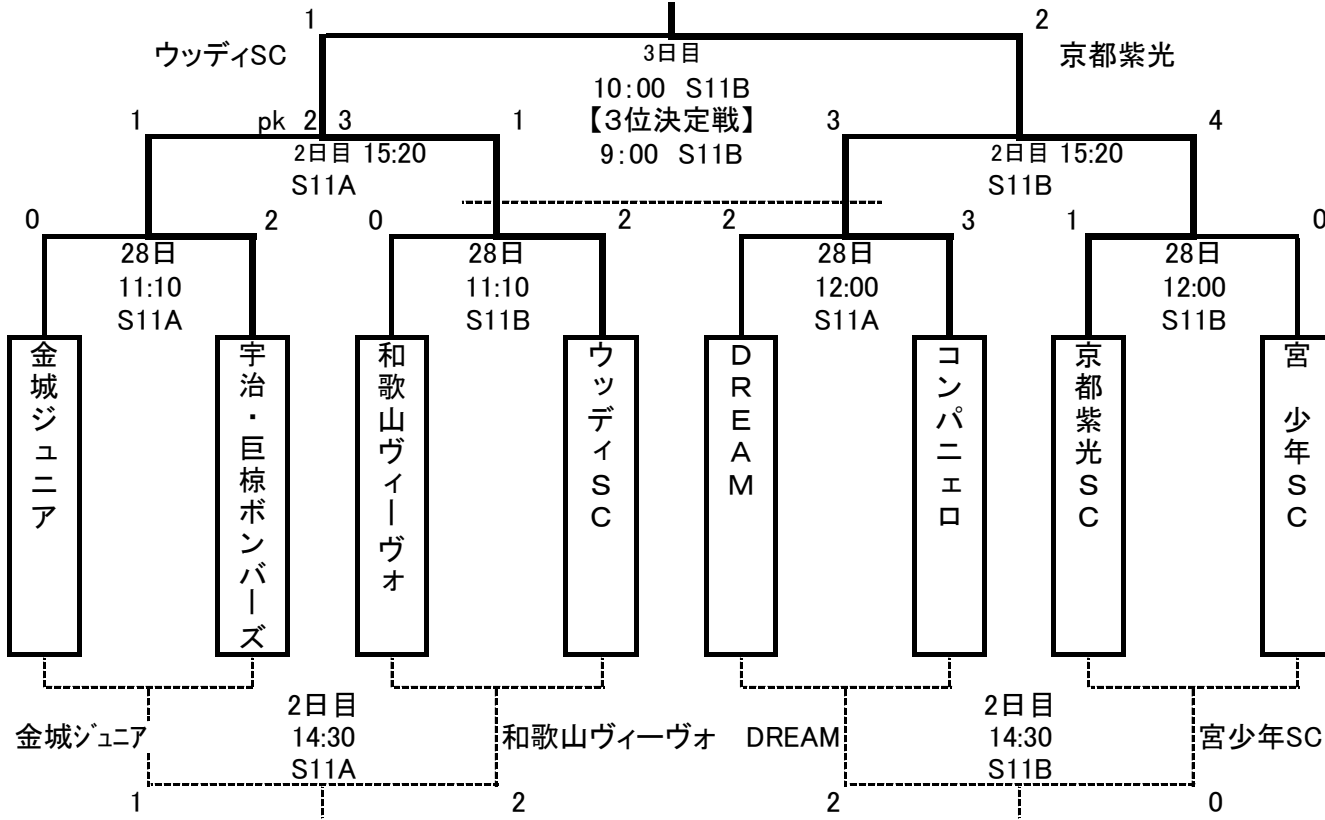 1
2
ウッディSC
3日目
京都紫光
10:00 S11B
1
pk 2 3
1
【3位決定戦】
3
4
2日目 15:20
9:00 S11B
2日目 15:20
S11A
S11B
0
2
0
2
2
3
1
0
28日
28日
28日
28日
11:10
11:10
12:00
12:00
S11A
S11B
S11A
S11B
金城ジュニア
宇治・巨椋ボンバーズ
和歌山ヴィーヴォ
ウッディSC
DREAM
コンパニェロ
京都紫光SC
宮 少年SC
2日目
2日目
金城ジュニア
14:30
和歌山ヴィーヴォ
DREAM
14:30
宮少年SC
S11A
S11B
1
2
2
0